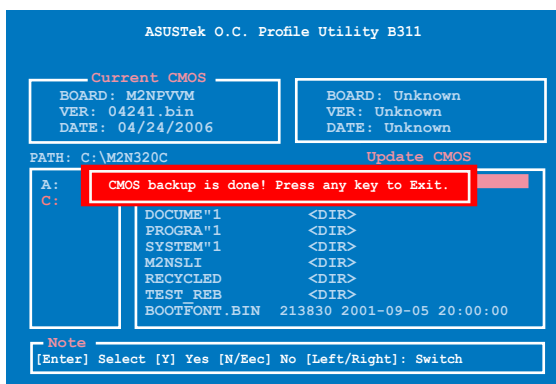 ASUSTek O.C. Profile Utility B311
Current CMOS
BOARD: M2NPVVM
VER: 04241.bin
DATE: 04/24/2006
BOARD: Unknown
VER: Unknown
DATE: Unknown
PATH: C:\M2N320C
Update CMOS
A:
C:
CMOS backup is done! Press any key to Exit.
DOCUME"1 <DIR>
PROGRA"1 <DIR>
SYSTEM"1 <DIR>
M2NSLI <DIR>
RECYCLED <DIR>
TEST_REB <DIR>
BOOTFONT.BIN 213830 2001-09-05 20:00:00
Note
[Enter] Select [Y] Yes [N/Eec] No [Left/Right]: Switch